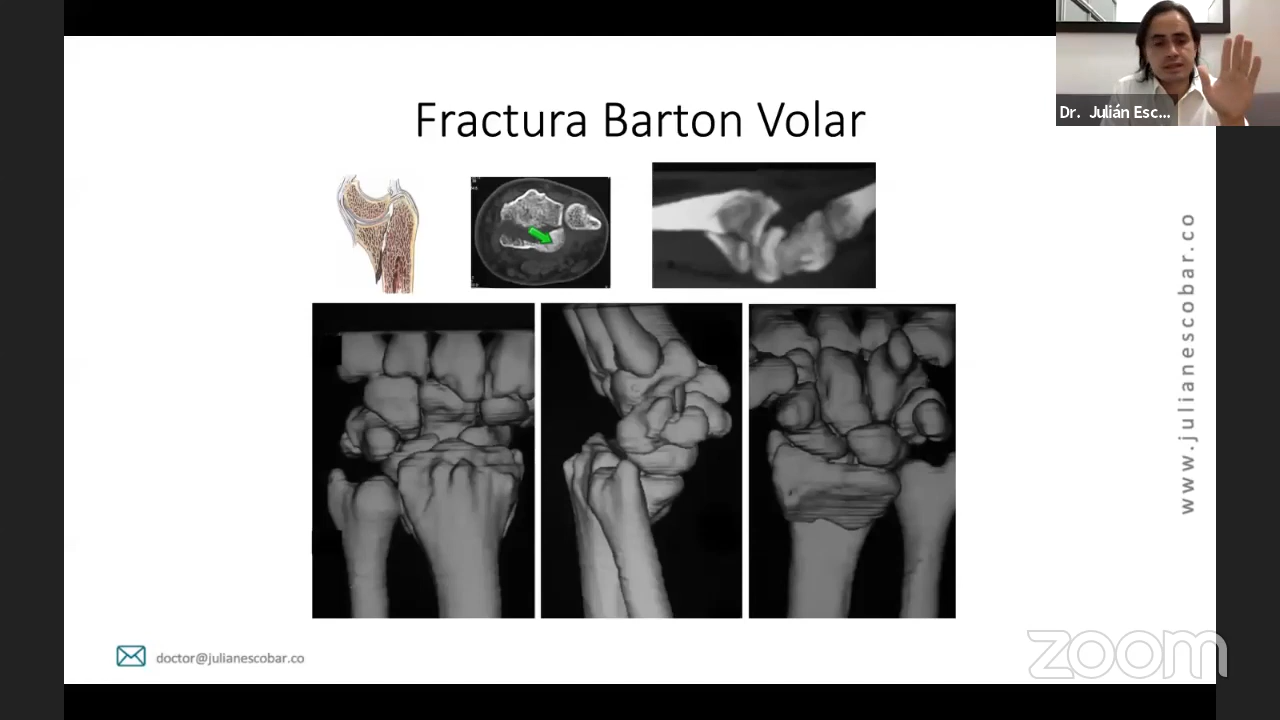 Fractura Barton Volar
Dr. Julián Esc...
www.julianescobar.co
doctor@julianescobar.co
zoom